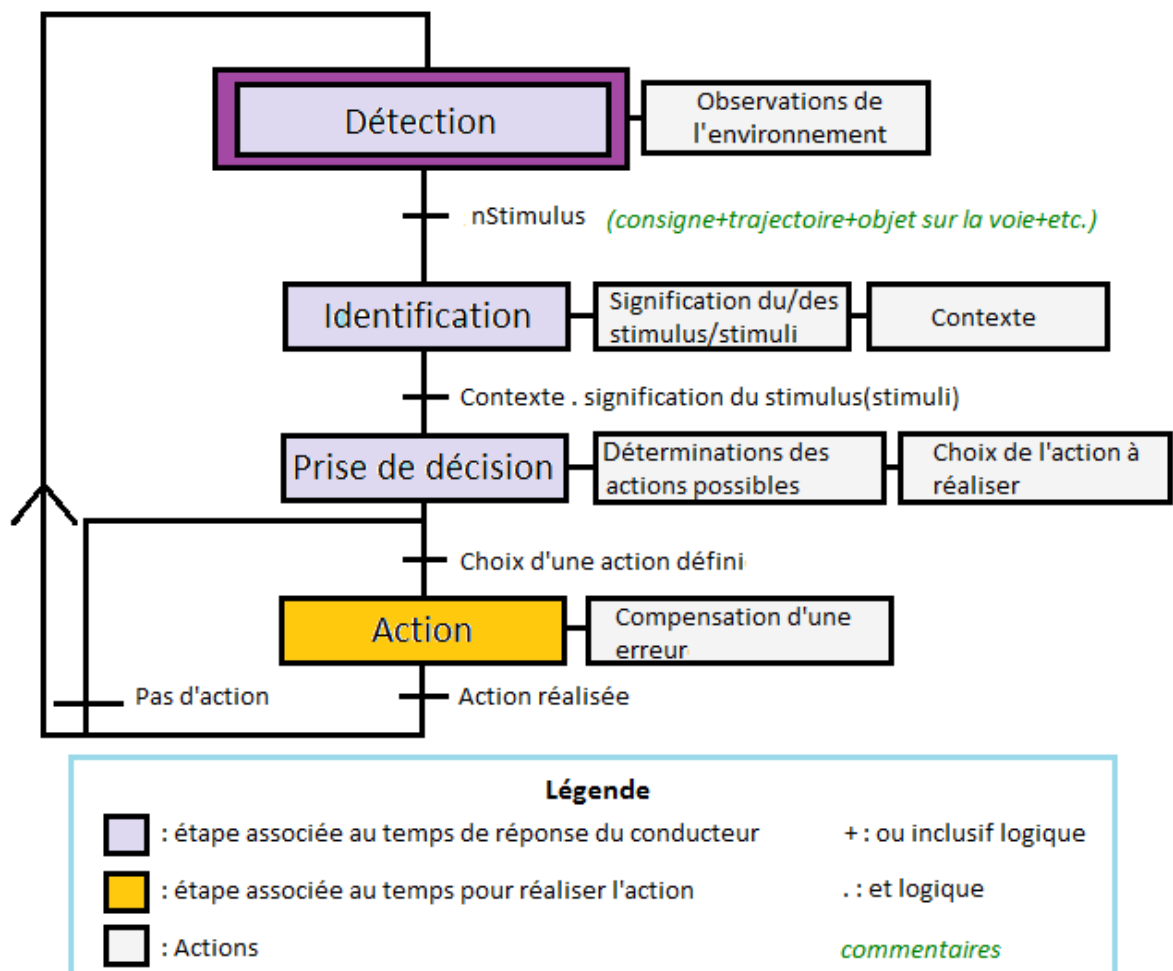 Détection
Observations de
l'environnement
nStimulus (consigne+trajectoire+objet sur la voie+etc.)
Identification
Signification du/des
stimulus/stimuli
Contexte
Contexte . signification du stimulus(stimuli)
Prise de décision
Déterminations des
actions possibles
Choix de l'action à
réaliser
Choix d'une action défini
Action
Compensation d'une
erreur
Pas d'action
Action réalisée
Légende
: étape associée au temps de réponse du conducteur
+ : ou inclusif logique
: étape associée au temps pour réaliser l'action
. : et logique
: Actions
commentaires